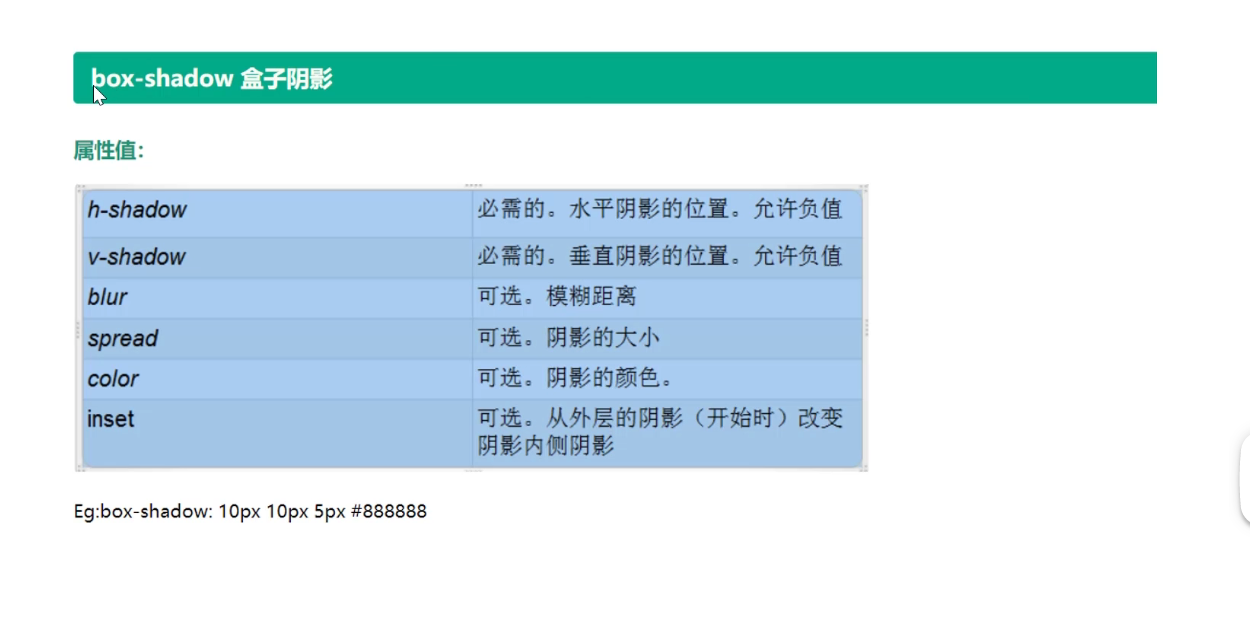 box-shadow 盒子阴影
属性值：
h-shadow 必需的。水平阴影的位置。允许负值
v-shadow 必需的。垂直阴影的位置。允许负值
blur 可选。模糊距离
spread 可选。阴影的大小
color 可选。阴影的颜色。
inset 可选。从外层的阴影（开始时）改变
阴影内侧阴影
Eg:box-shadow: 10px 10px 5px #888888